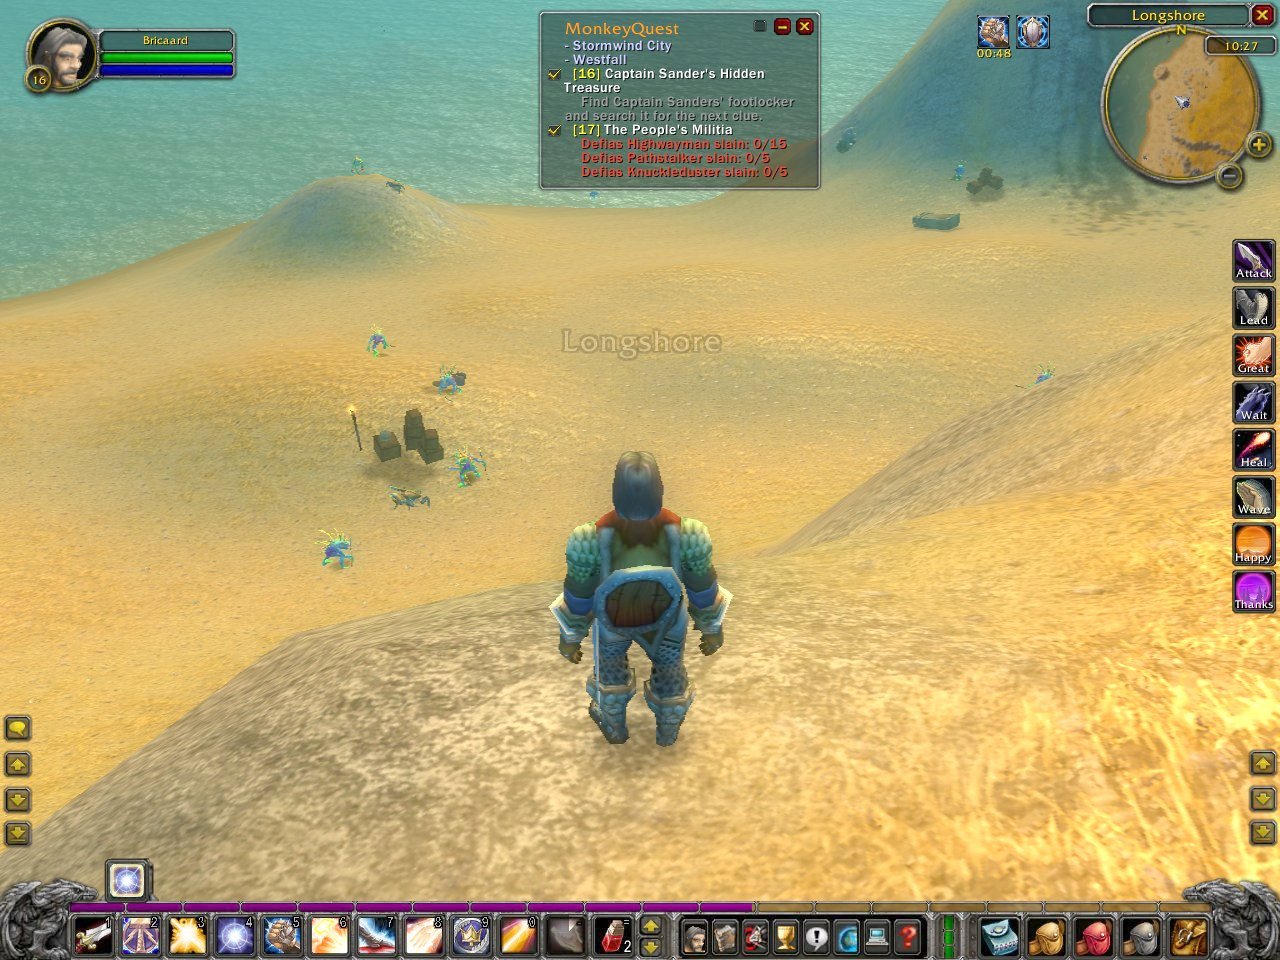 Bricaard
16
MonkeyQuest
- Stormwind City
- Westfall
[16] Captain Sander's Hidden
Treasure
Find Captain Sanders' footlocker
and search it for the next clue.
[17] The People's Militia
Defias Highwayman slain: 0/15
Defias Pathstalker slain: 0/5
Defias Knuckleduster slain: 0/5
00:48
Longshore
N
10:27
Longshore
Attack
Lead
Great
Wait
Heal
Wave
Happy
Thanks
1 2 3 4 5 6 7 8 9 0 =
2